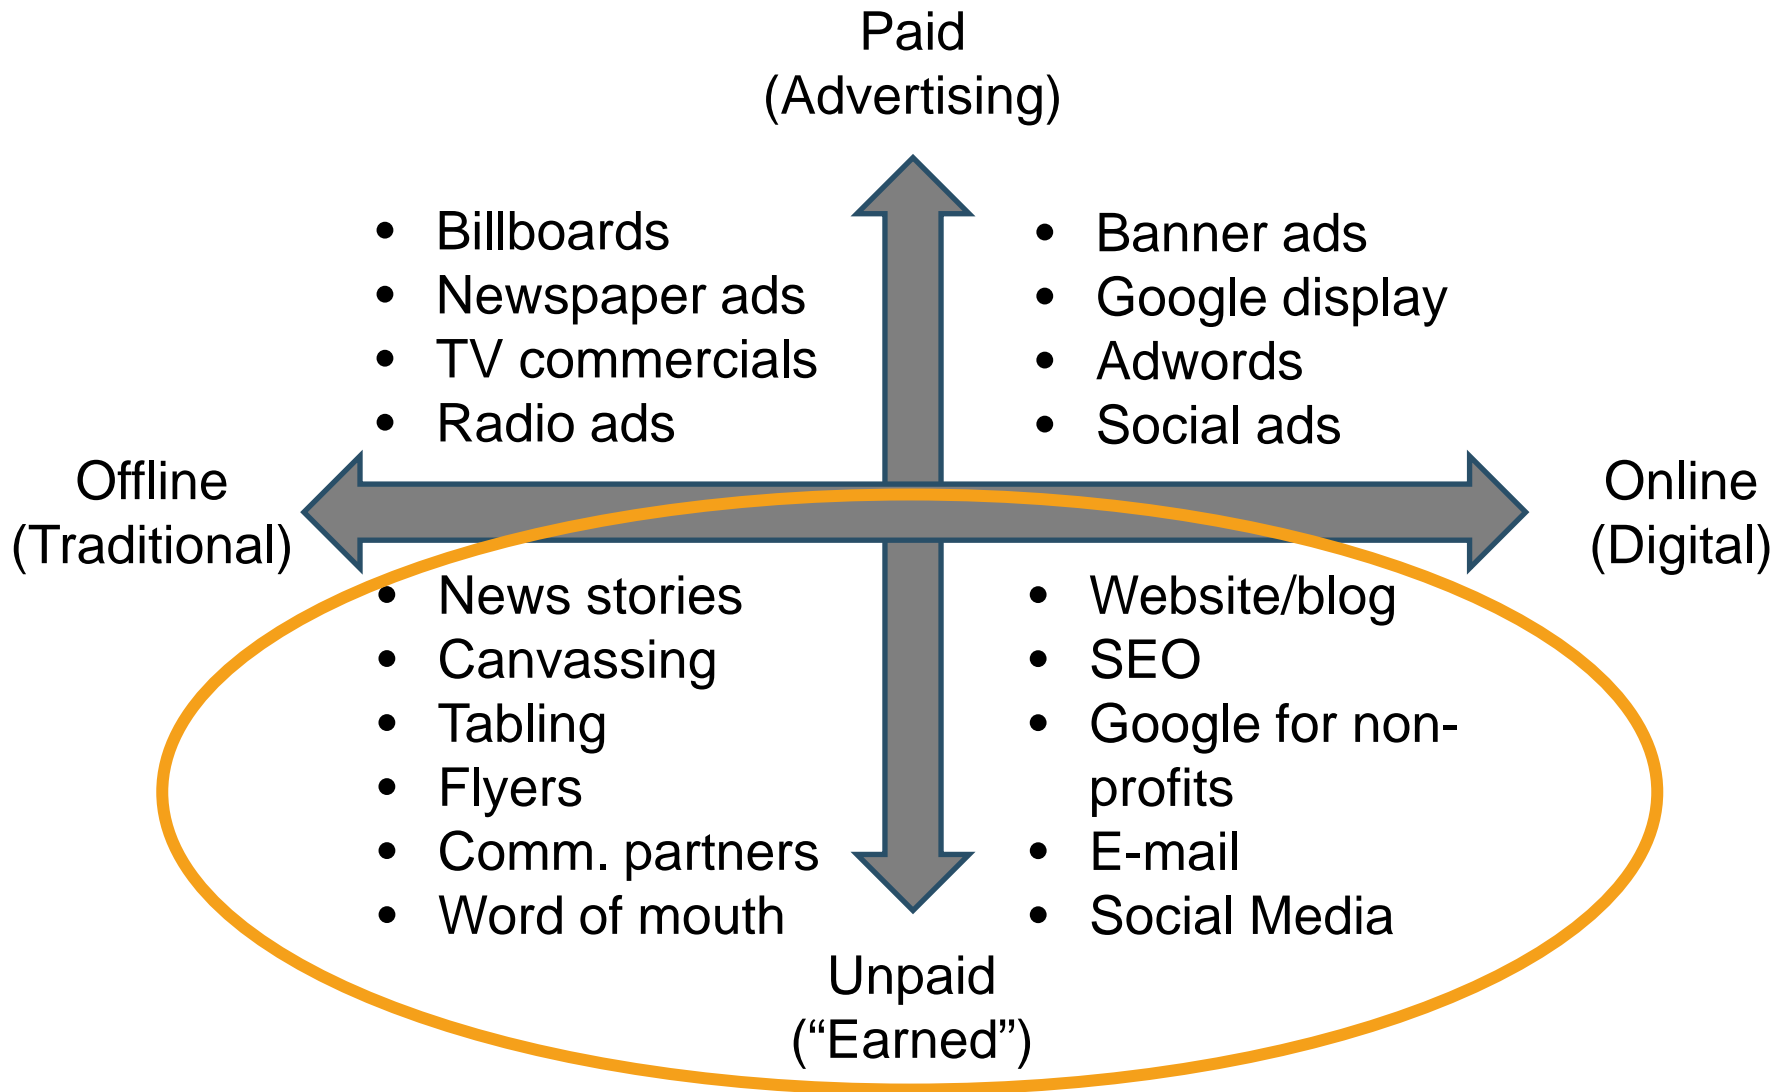 Paid
(Advertising)
• Billboards
• Newspaper ads
• TV commercials
• Radio ads
• Banner ads
• Google display
• Adwords
• Social ads
Offline
(Traditional)
Online
(Digital)
• News stories
• Canvassing
• Tabling
• Flyers
• Comm. partners
• Word of mouth
• Website/blog
• SEO
• Google for non-
profits
• E-mail
• Social Media
Unpaid
(“Earned”)